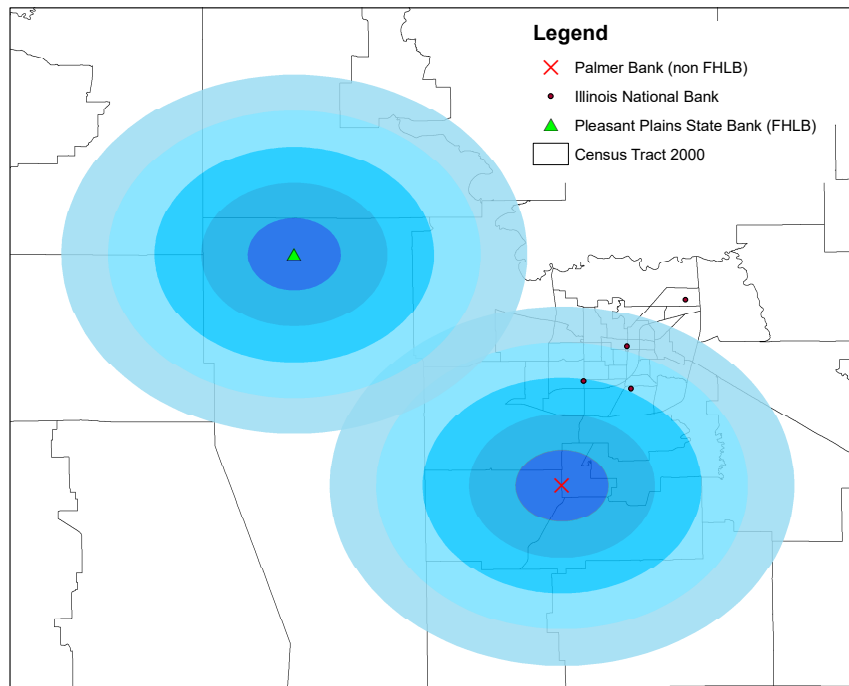 Legend
Palmer Bank (non FHLB)
Illinois National Bank
Pleasant Plains State Bank (FHLB)
Census Tract 2000